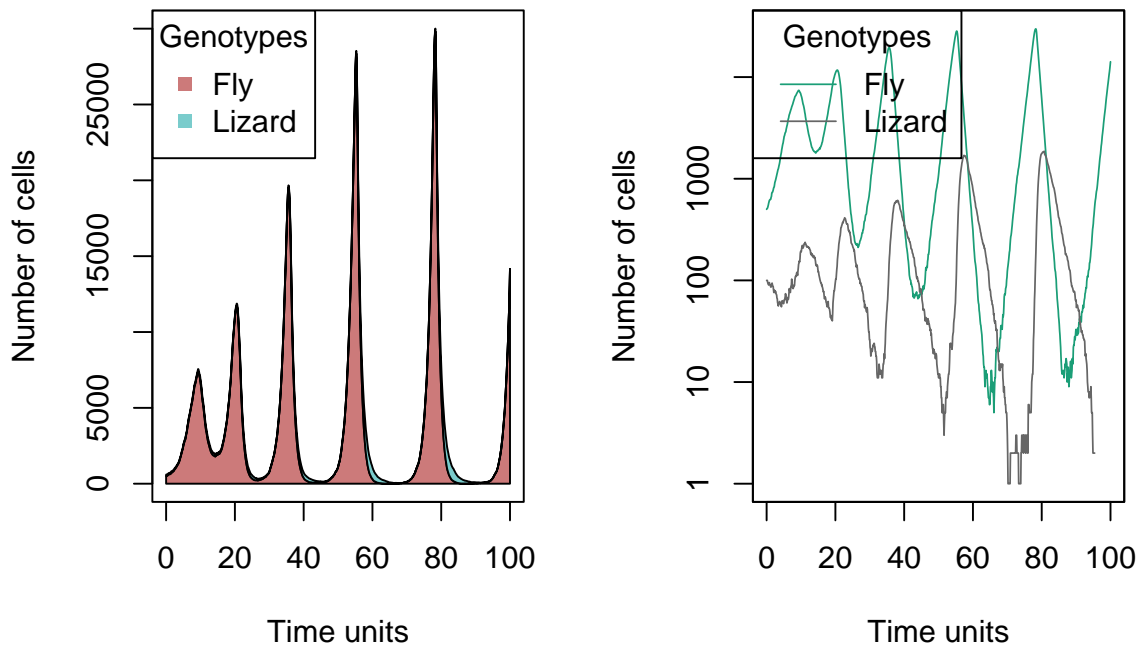 Genotypes
Fly
Lizard
Number of cells
0
5000
15000
25000
0 20 40 60 80 100
Time units
Genotypes
Fly
Lizard
Number of cells
1
10
100
1000
0 20 40 60 80 100
Time units